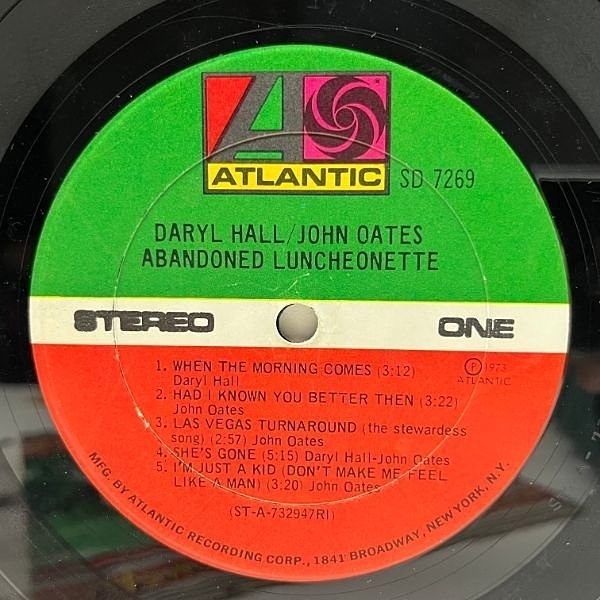 ATLANTIC
SD 7269
DARYL HALL/JOHN OATES
ABANDONED LUNCHEONETTE
STEREO
ONE
1. WHEN THE MORNING COMES (3:12)
Daryl Hall
2. HAD I KNOWN YOU BETTER THEN (3:22)
John Oates
3. LAS VEGAS TURNAROUND (the stewardess
song) (2:57) John Oates
4. SHE'S GONE (5:15) Daryl Hall-John Oates
5. I'M JUST A KID (DON'T MAKE ME FEEL
LIKE A MAN) (3:20) John Oates
(ST-A-732947RI)
Ⓟ 1973
ATLANTIC
MFG. BY ATLANTIC RECORDING CORP., 1841 BROADWAY, NEW YORK, N.Y.